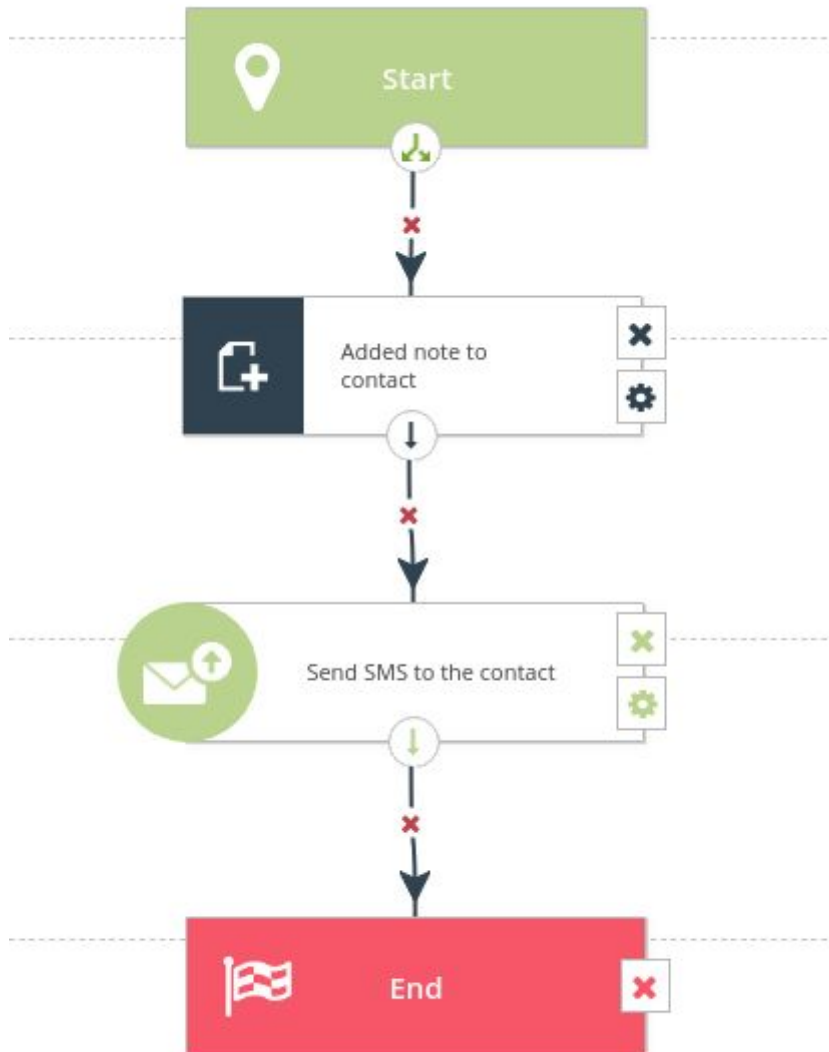 Start
Added note to
contact
Send SMS to the contact
End